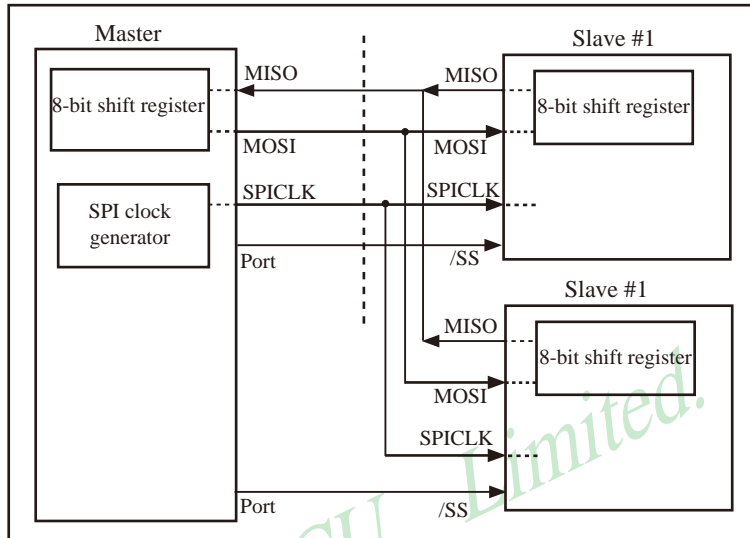 Master
Slave #1
MISO
MISO
8-bit shift register
8-bit shift register
MOSI
MOSI
SPICLK
SPICLK
SPI clock
generator
Port
/SS
Slave #1
MISO
8-bit shift register
MOSI
SPICLK
Port
/SS
Limited.